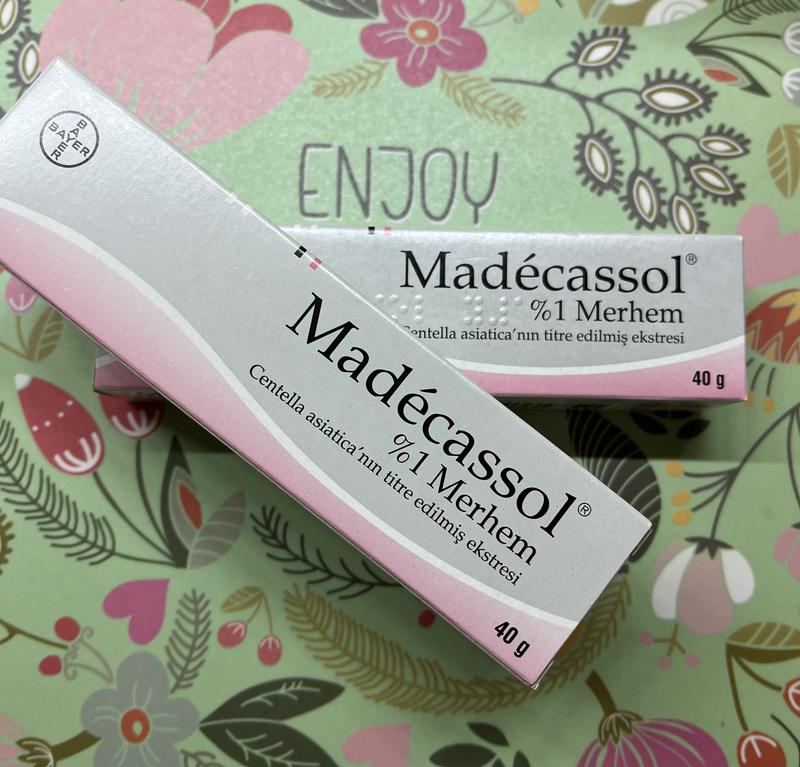 BAYER
BAYER
ENJOY
Madécassol®
%1 Merhem
Centella asiatica'nın titre edilmiş ekstresi
40 g
Madécassol®
%1 Merhem
Centella asiatica'nın titre edilmiş ekstresi
40 g